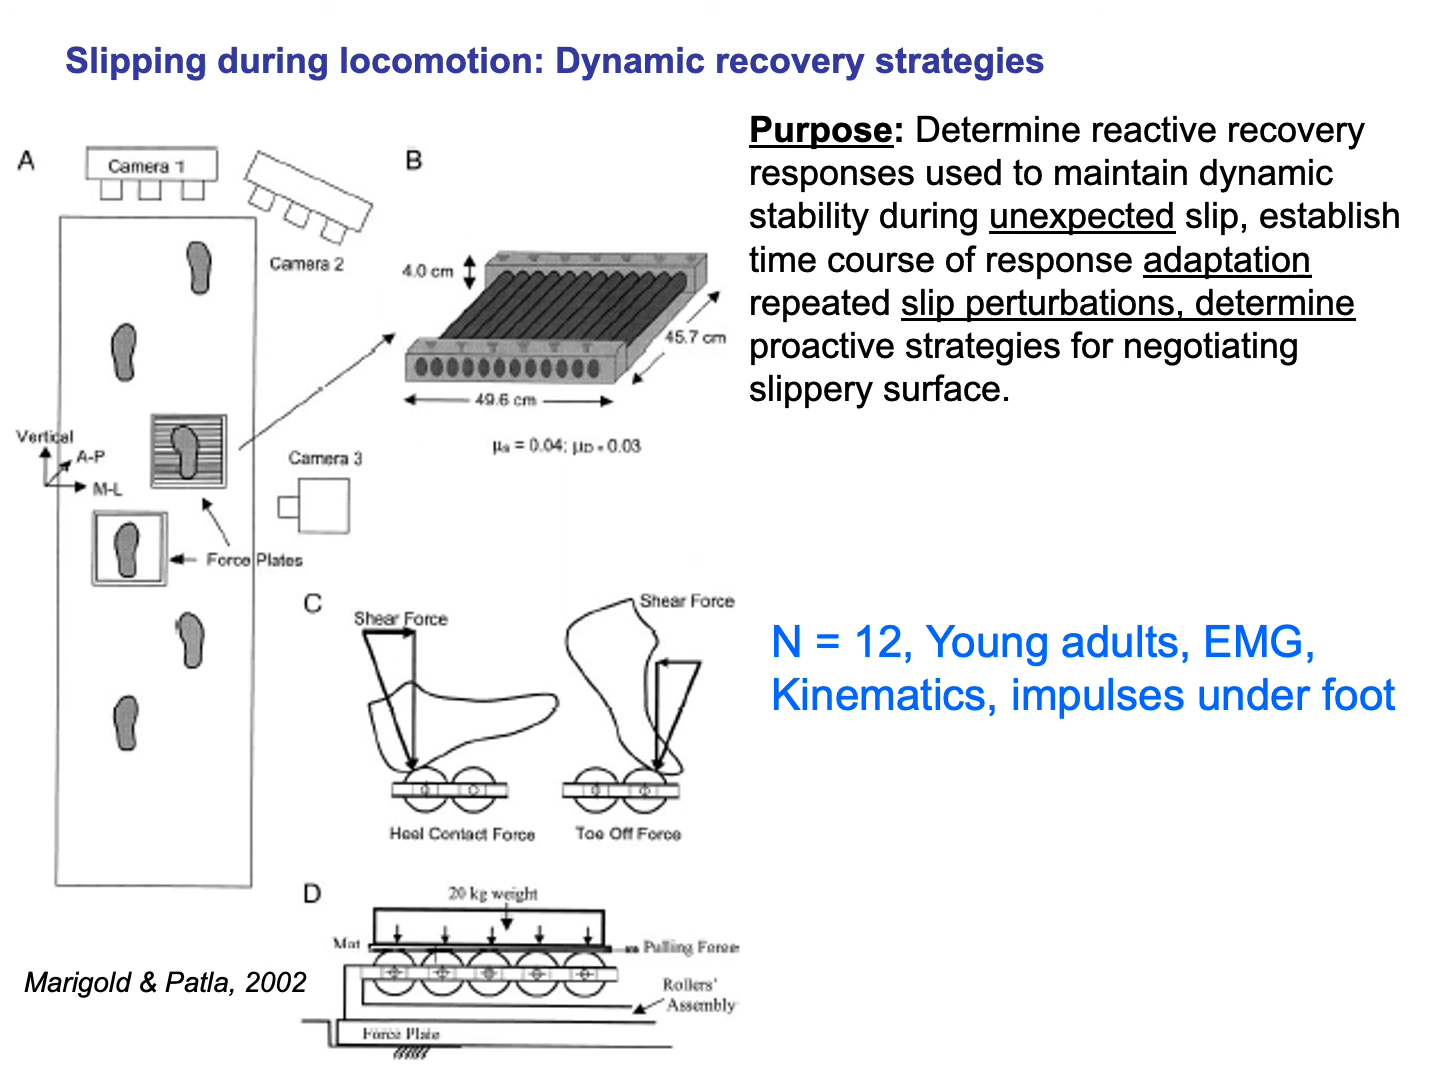 Slipping during locomotion: Dynamic recovery strategies
Purpose: Determine reactive recovery
responses used to maintain dynamic
stability during unexpected slip, establish
time course of response adaptation
repeated slip perturbations, determine
proactive strategies for negotiating
slippery surface.
A
Camera 1
Camera 2
Vertical
A-P
M-L
Camera 3
Force Plates
B
4.0 cm
45.7 cm
49.6 cm
μs = 0.04; μD = 0.03
C
Shear Force
Shear Force
Heel Contact Force
Toe Off Force
N = 12, Young adults, EMG,
Kinematics, impulses under foot
D
20 kg weight
Mat
Pulling Force
Rollers'
Assembly
Force Plate
Marigold & Patla, 2002